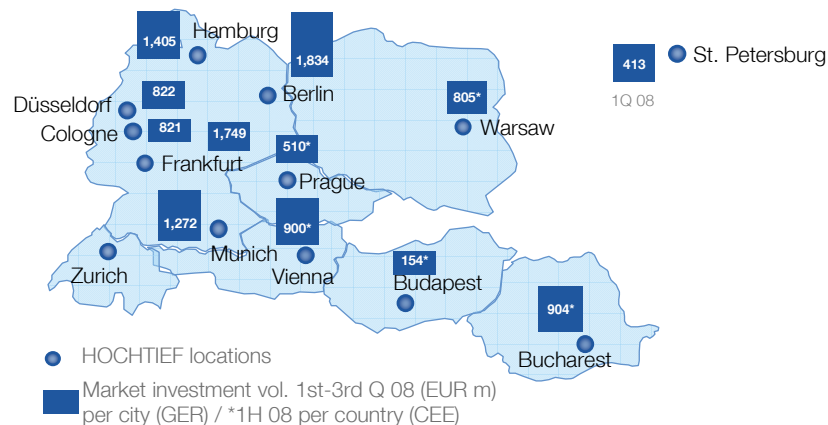 1,405
Hamburg
1,834
Berlin
413
St. Petersburg
1Q 08
822
Düsseldorf
821
Cologne
1,749
Frankfurt
805*
Warsaw
510*
Prague
1,272
Munich
900*
Vienna
Zurich
154*
Budapest
904*
Bucharest
HOCHTIEF locations
Market investment vol. 1st-3rd Q 08 (EUR m)
per city (GER) / *1H 08 per country (CEE)